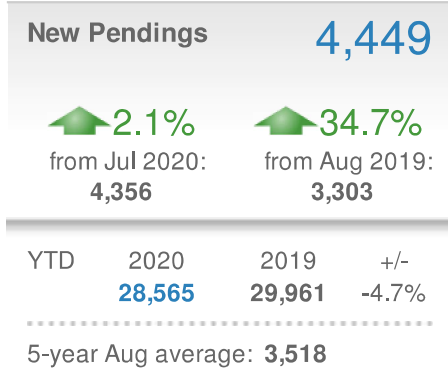 New Pendings 4,449
2.1% 34.7%
from Jul 2020: from Aug 2019:
4,356 3,303
YTD 2020 2019 +/-
28,565 29,961 -4.7%
5-year Aug average: 3,518